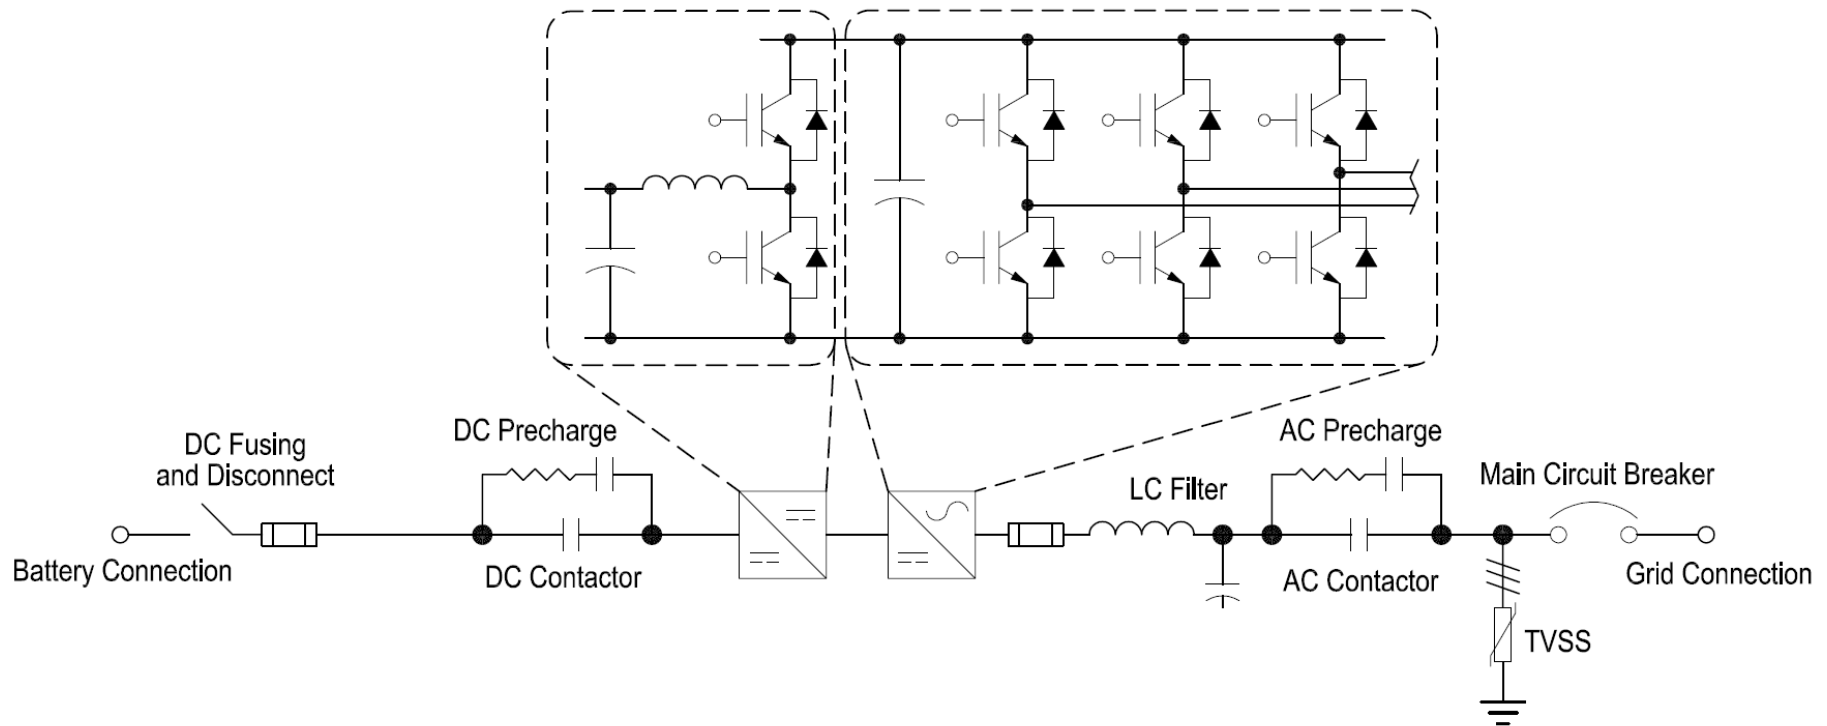 DC Fusing
and Disconnect
DC Precharge
AC Precharge
Main Circuit Breaker
LC Filter
Battery Connection
DC Contactor
AC Contactor
Grid Connection
TVSS